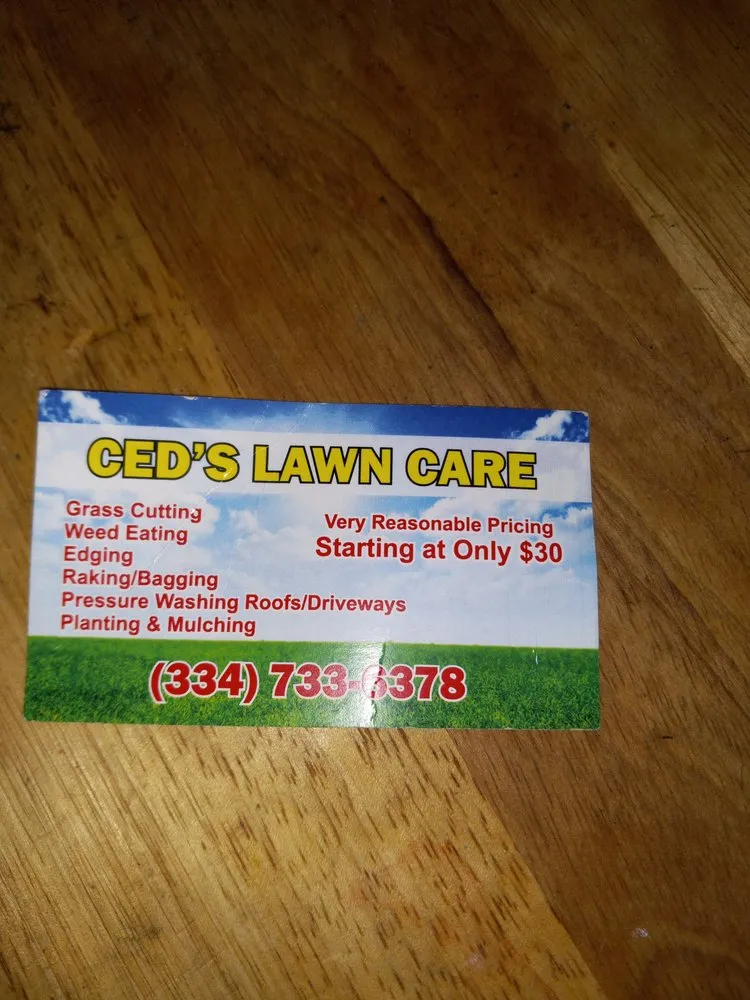 CED'S LAWN CARE
Grass Cutting
Weed Eating
Edging
Raking/Bagging
Pressure Washing Roofs/Driveways
Planting & Mulching
Very Reasonable Pricing
Starting at Only $30
(334) 733-6378